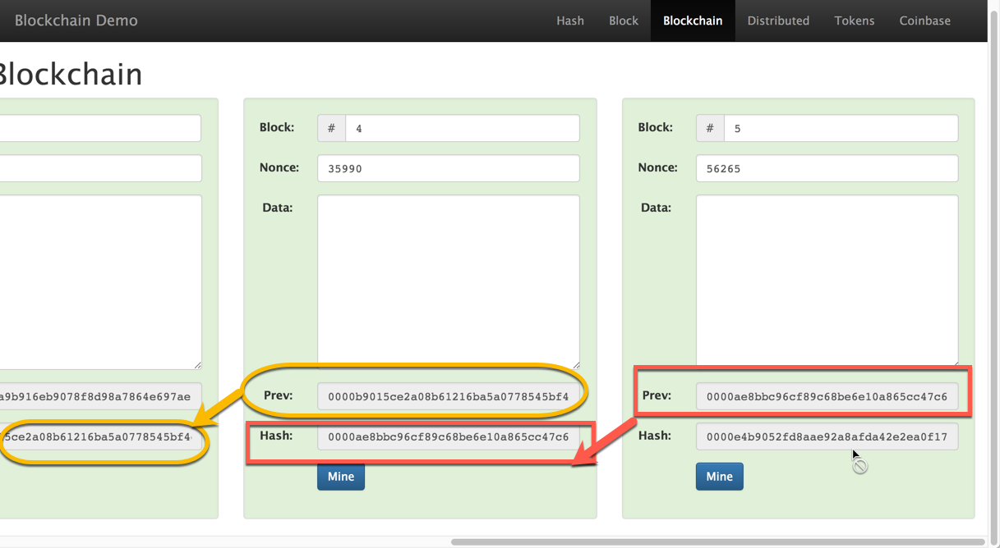 Blockchain Demo
Hash Block Blockchain Distributed Tokens Coinbase
Blockchain
a9b916eb9078f8d98a7864e697ae
5ce2a08b61216ba5a0778545bf4
Block: # 4
Nonce: 35990
Data:
Prev: 0000b9015ce2a08b61216ba5a0778545bf4
Hash: 0000ae8bbc96cf89c68be6e10a865cc47c6
Mine
Block: # 5
Nonce: 56265
Data:
Prev: 0000ae8bbc96cf89c68be6e10a865cc47c6
Hash: 0000e4b9052fd8aae92a8afda42e2ea0f17
Mine